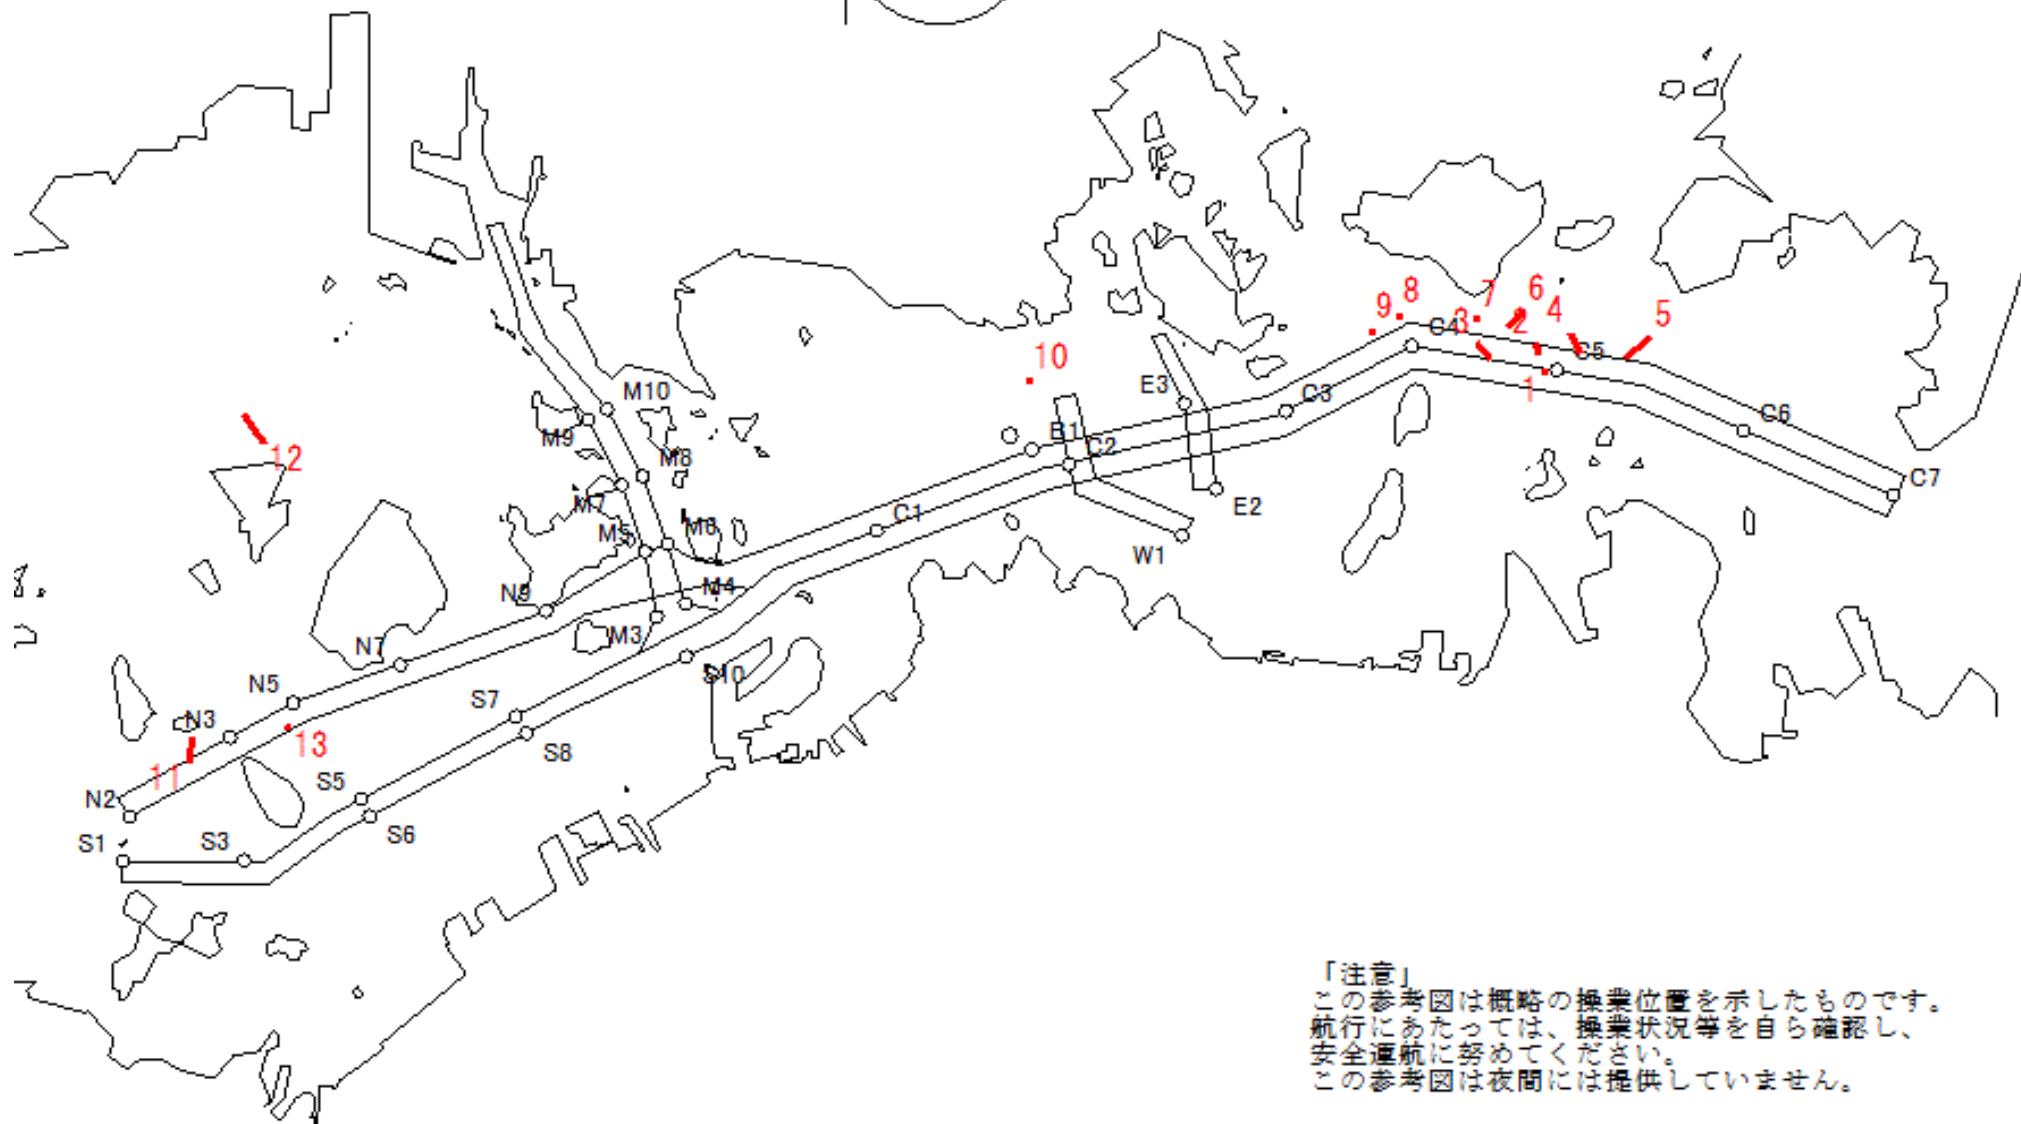 8
9
7
6
3
2
4
5
C4
C5
1
10
E3
C3
C6
M10
M9
B1
C2
M8
12
C7
M7
E2
M5
M6
C1
W1
N9
M4
N7
M3
S10
N5
N3
S7
13
S8
11
N2
S5
S6
S1
S3
「注意」
この参考図は概略の操業位置を示したものです。
航行にあたっては、操業状況等を自ら確認し、
安全運航に努めてください。
この参考図は夜間には提供していません。